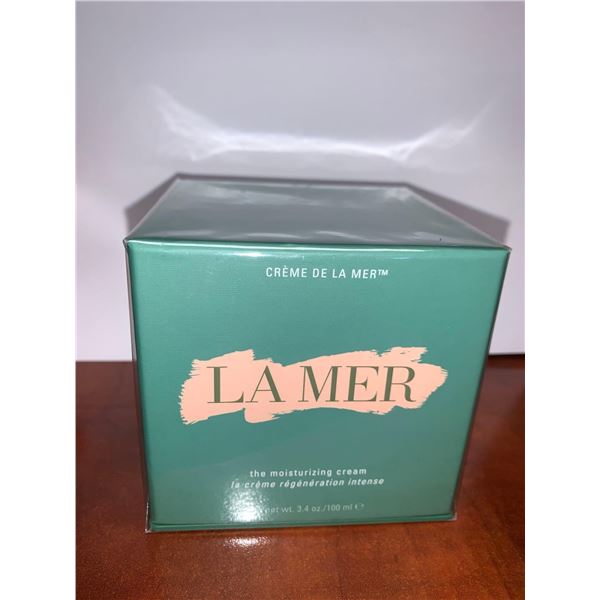 CRÈME DE LA MER™
LA MER
the moisturizing cream
la crème régénération intense
net wt. 3.4 oz./100 ml ℮